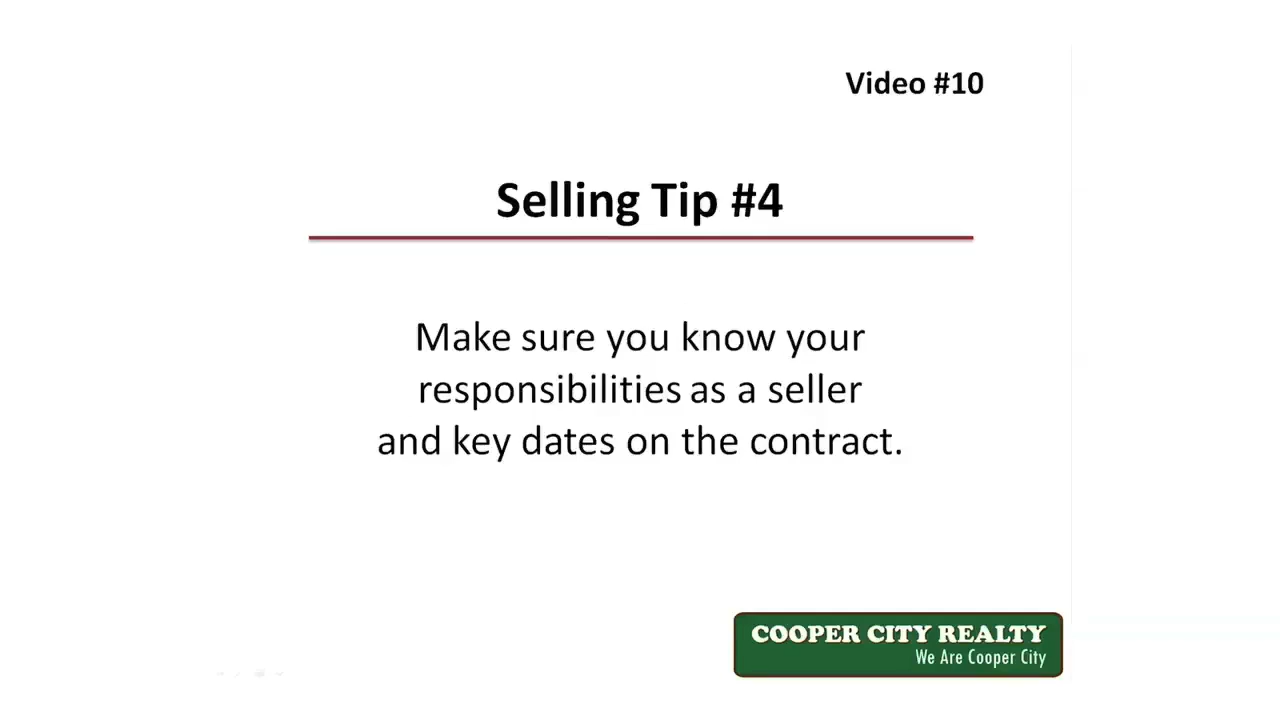 Video #10
Selling Tip #4
Make sure you know your
responsibilities as a seller
and key dates on the contract.
COOPER CITY REALTY
We Are Cooper City